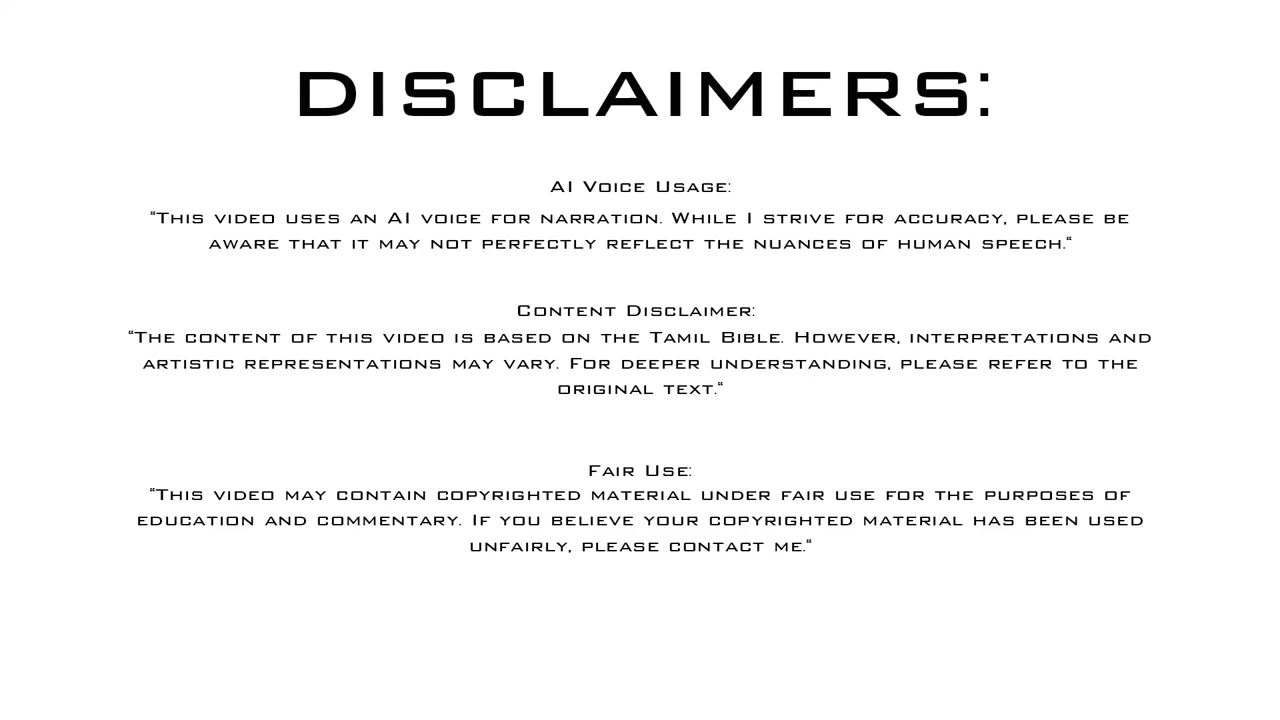 DISCLAIMERS:
AI Voice Usage:
“This video uses an AI voice for narration. While I strive for accuracy, please be
aware that it may not perfectly reflect the nuances of human speech.“
Content Disclaimer:
“The content of this video is based on the Tamil Bible. However, interpretations and
artistic representations may vary. For deeper understanding, please refer to the
original text.“
Fair Use:
“This video may contain copyrighted material under fair use for the purposes of
education and commentary. If you believe your copyrighted material has been used
unfairly, please contact me.“